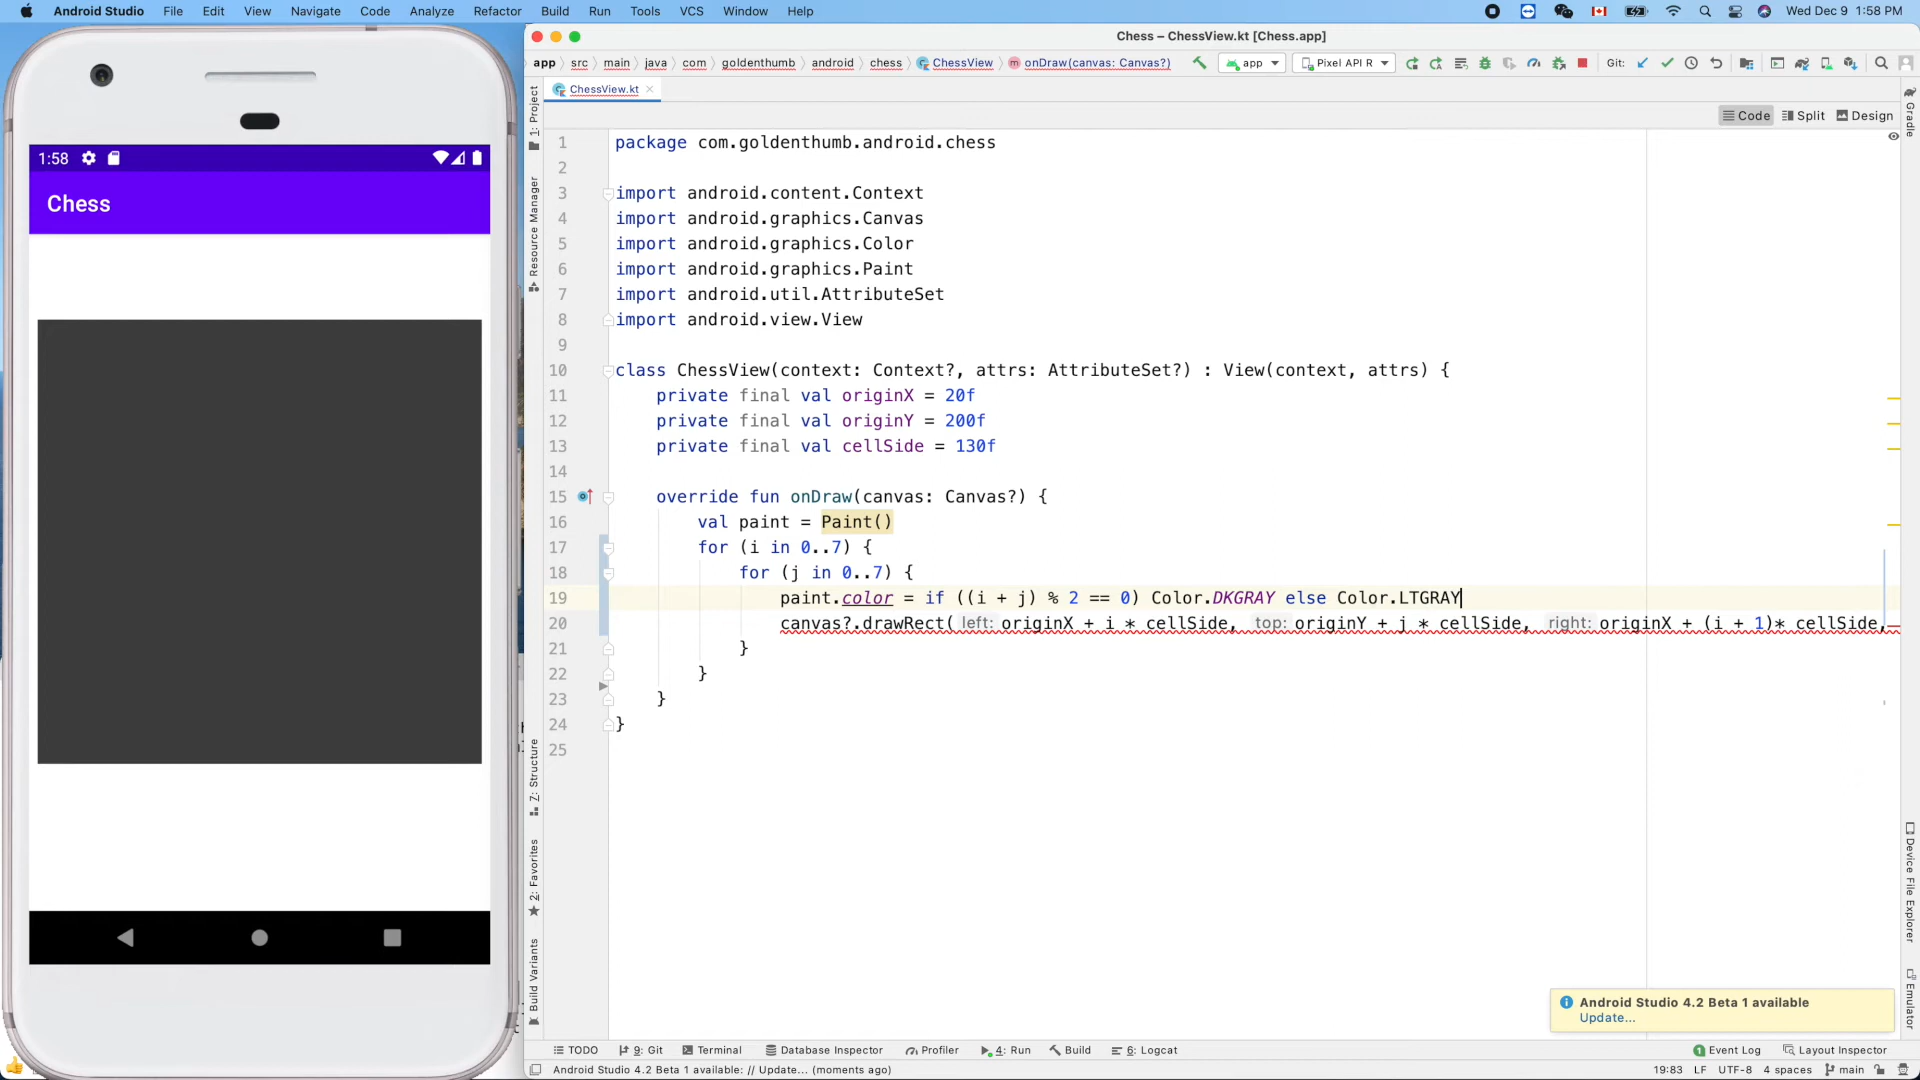 Android Studio File Edit View Navigate Code Analyze Refactor Build Run Tools VCS Window Help Wed Dec 9 1:58 PM
Chess – ChessView.kt [Chess.app]
app src main java com goldenthumb android chess ChessView onDraw(canvas: Canvas?) app Pixel API R Git:
ChessView.kt
Code Split Design
1:58
Chess
1: Project
Resource Manager
Z: Structure
2: Favorites
Build Variants
Gradle
Device File Explorer
Emulator
1 package com.goldenthumb.android.chess
2
3 import android.content.Context
4 import android.graphics.Canvas
5 import android.graphics.Color
6 import android.graphics.Paint
7 import android.util.AttributeSet
8 import android.view.View
9
10 class ChessView(context: Context?, attrs: AttributeSet?) : View(context, attrs) {
11 private final val originX = 20f
12 private final val originY = 200f
13 private final val cellSide = 130f
14
15 override fun onDraw(canvas: Canvas?) {
16 val paint = Paint()
17 for (i in 0..7) {
18 for (j in 0..7) {
19 paint.color = if ((i + j) % 2 == 0) Color.DKGRAY else Color.LTGRAY
20 canvas?.drawRect( left: originX + i * cellSide, top: originY + j * cellSide, right: originX + (i + 1)* cellSide,
21 }
22 }
23 }
24 }
25
Android Studio 4.2 Beta 1 available
Update...
TODO 9: Git Terminal Database Inspector Profiler 4: Run Build 6: Logcat 1 Event Log Layout Inspector
Android Studio 4.2 Beta 1 available: // Update... (moments ago) 19:83 LF UTF-8 4 spaces main